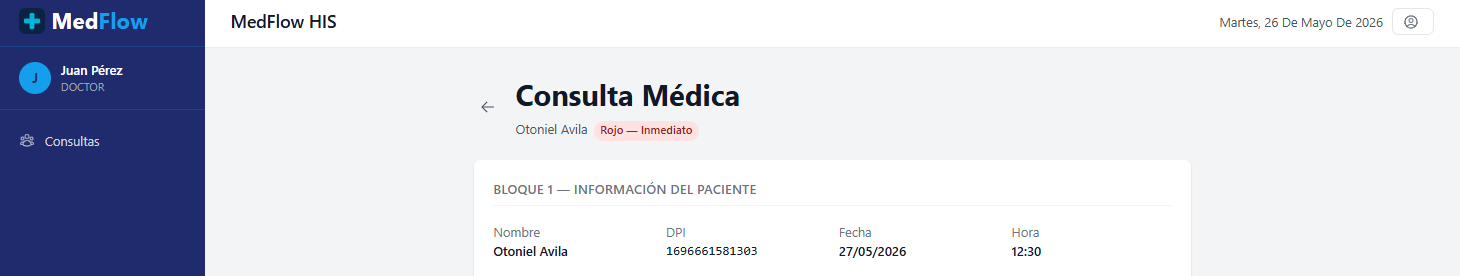 MedFlow
MedFlow HIS
Martes, 26 De Mayo De 2026
J
Juan Pérez
DOCTOR
Consultas
Consulta Médica
Otoniel Avila Rojo — Inmediato
BLOQUE 1 — INFORMACIÓN DEL PACIENTE
Nombre DPI Fecha Hora
Otoniel Avila 1696661581303 27/05/2026 12:30